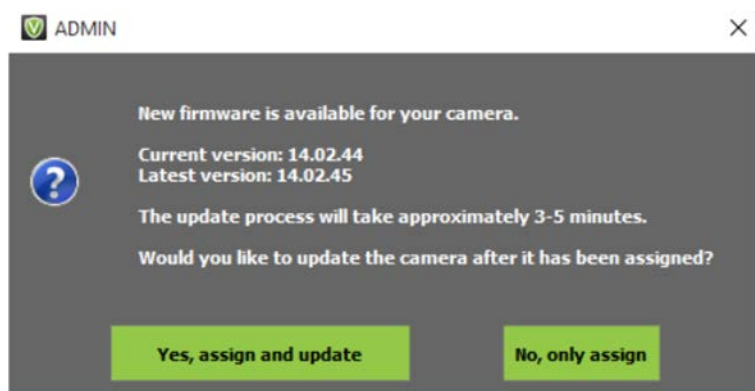 ADMIN
New firmware is available for your camera.
Current version: 14.02.44
Latest version: 14.02.45
The update process will take approximately 3-5 minutes.
Would you like to update the camera after it has been assigned?
Yes, assign and update
No, only assign